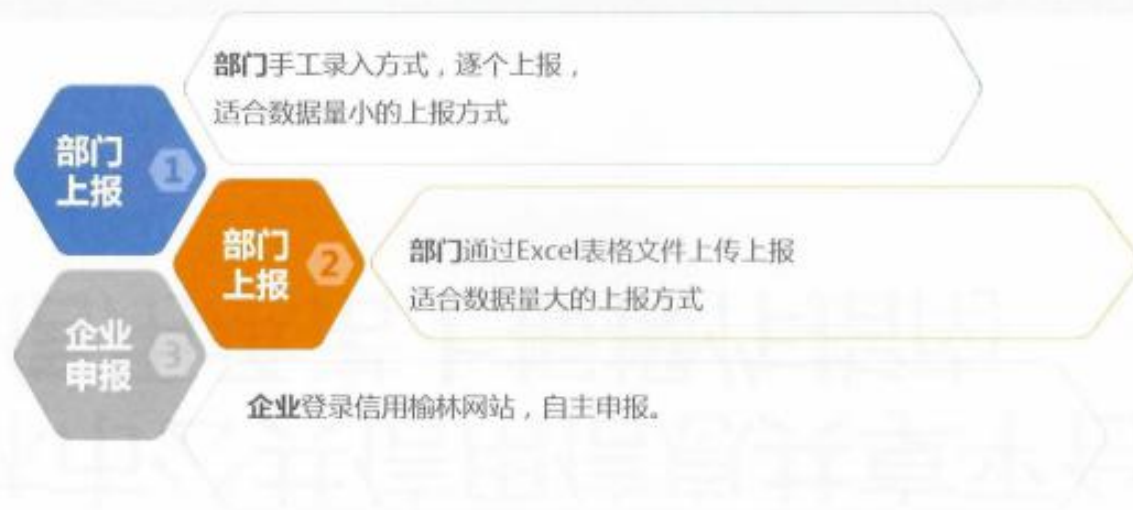 部门手工录入方式，逐个上报，
适合数据量小的上报方式
部门
上报
1
部门
上报
2
部门通过Excel表格文件上传上报
适合数据量大的上报方式
企业
申报
3
企业登录信用榆林网站，自主申报。